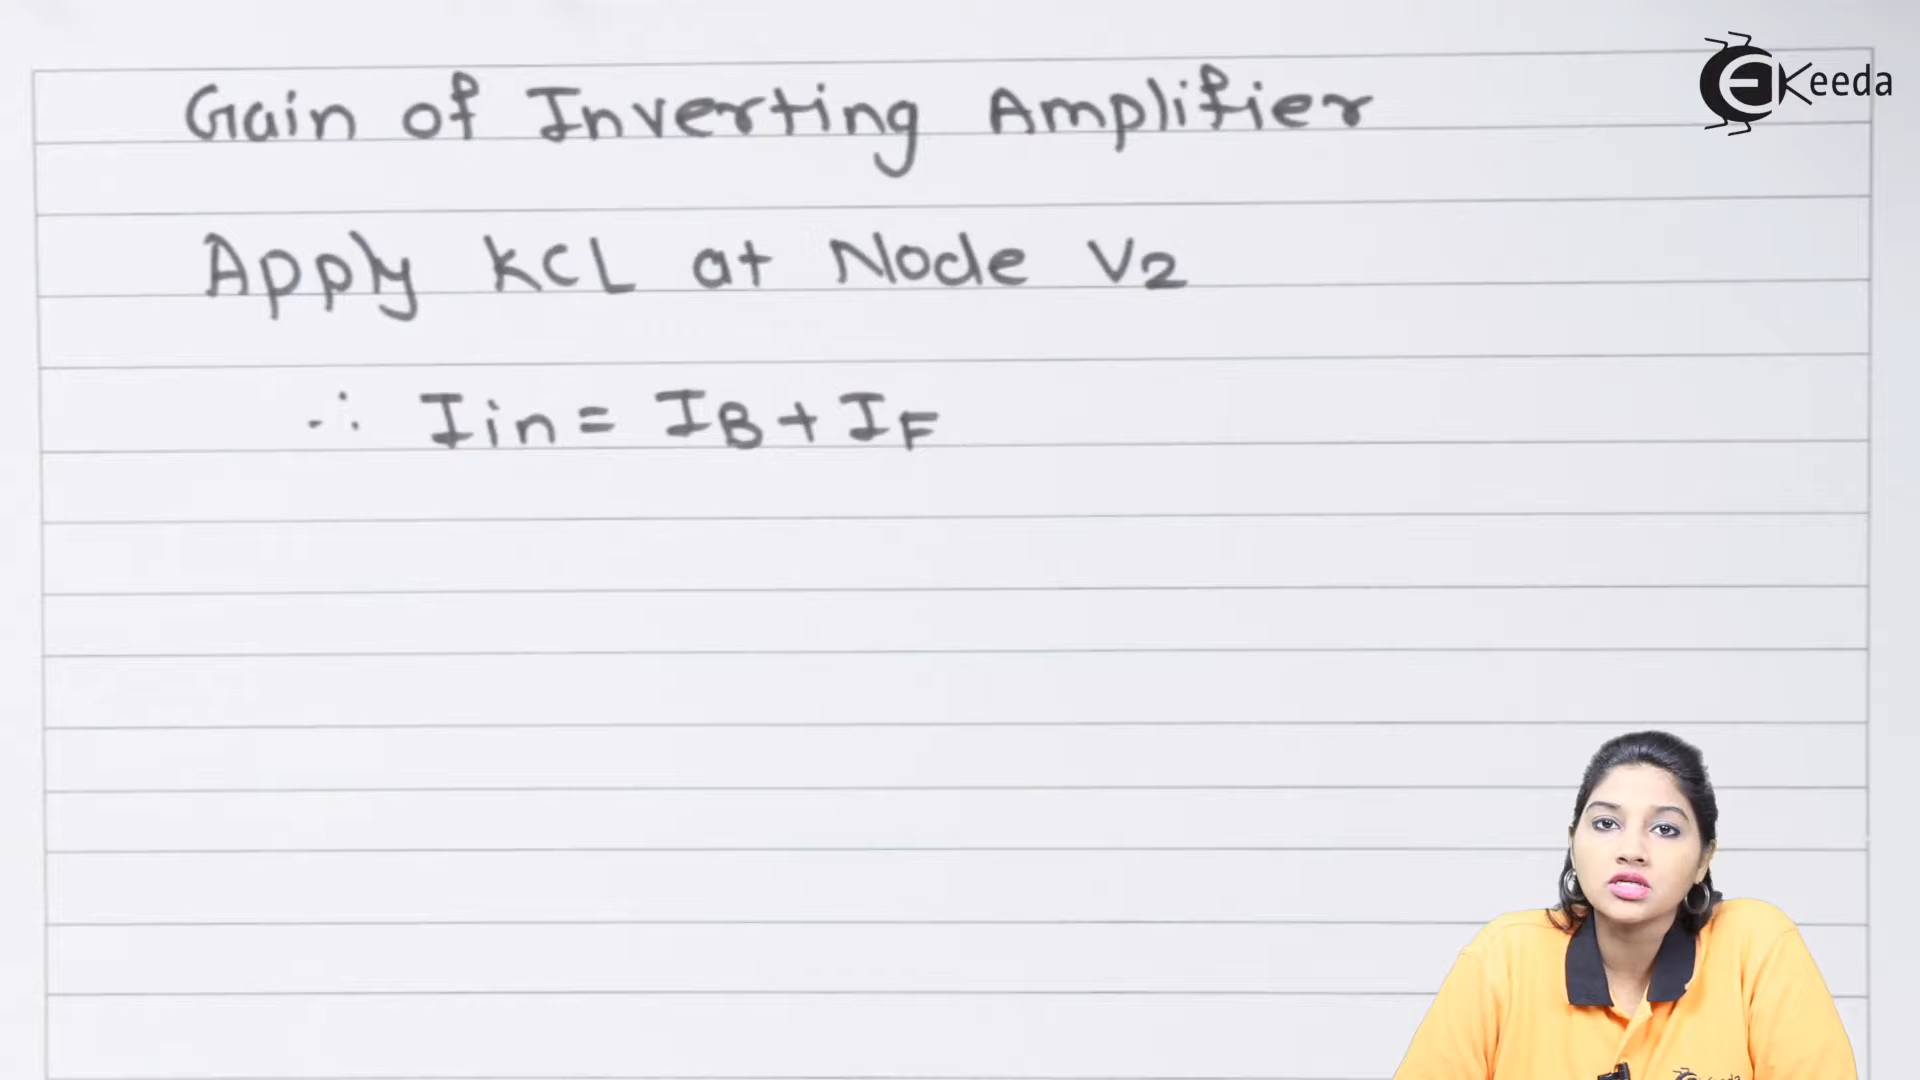 Gain of Inverting Amplifier
EKeeda
Apply KCL at Node V2
∴ Iin = IB + IF